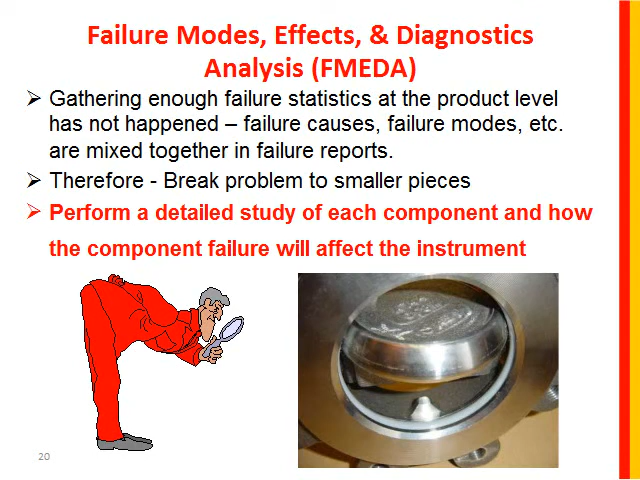 Failure Modes, Effects, & Diagnostics
Analysis (FMEDA)
➢ Gathering enough failure statistics at the product level
has not happened – failure causes, failure modes, etc.
are mixed together in failure reports.
➢ Therefore - Break problem to smaller pieces
➢ Perform a detailed study of each component and how
the component failure will affect the instrument
20